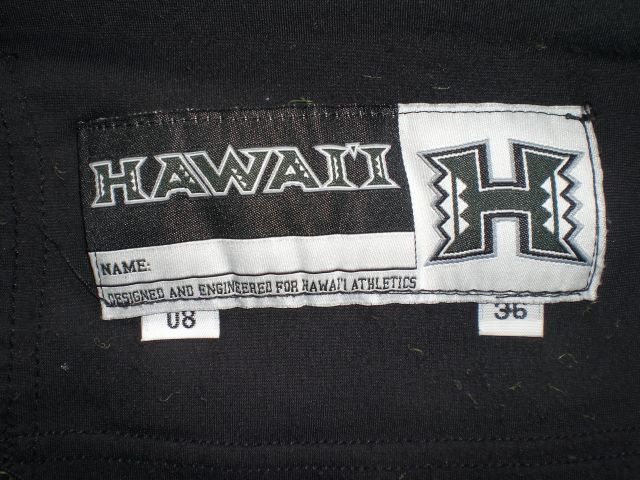 HAWAI'I
H
NAME:
DESIGNED AND ENGINEERED FOR HAWAI'I ATHLETICS
08
36